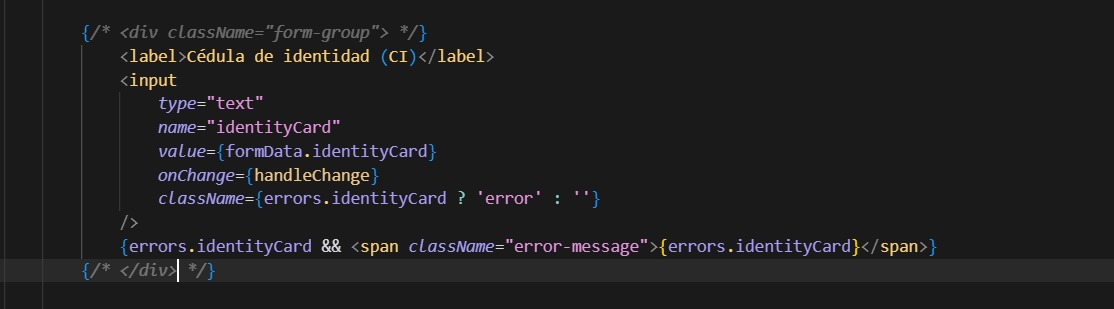 {/* <div className="form-group"> */}
<label>Cédula de identidad (CI)</label>
<input
type="text"
name="identityCard"
value={formData.identityCard}
onChange={handleChange}
className={errors.identityCard ? 'error' : ''}
/>
{errors.identityCard && <span className="error-message">{errors.identityCard}</span>}
{/* </div> */}